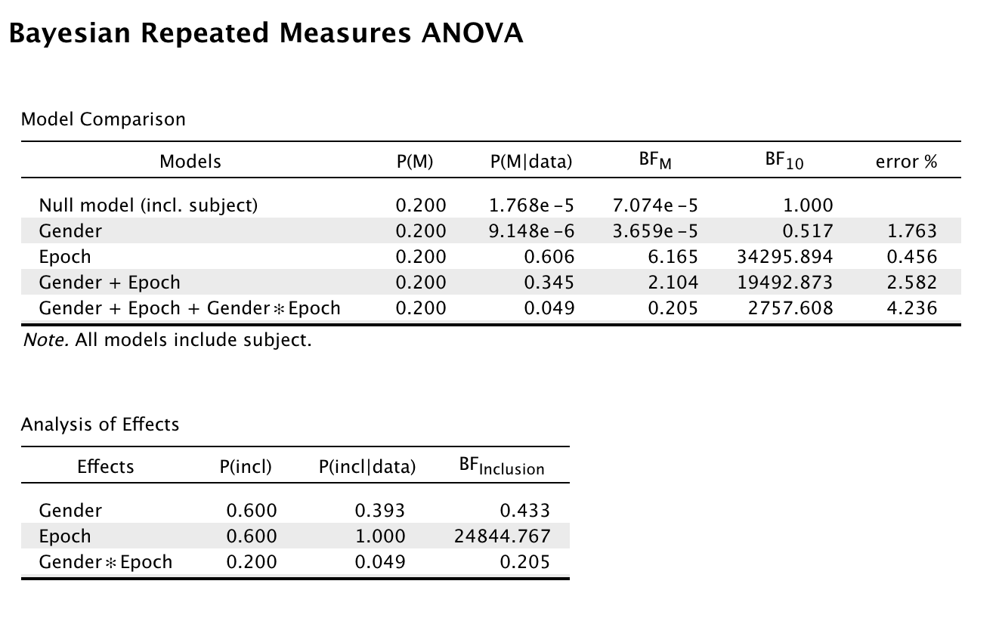 Bayesian Repeated Measures ANOVA
Model Comparison
Models P(M) P(M|data) BFM BF10 error %
Null model (incl. subject) 0.200 1.768e-5 7.074e-5 1.000
Gender 0.200 9.148e-6 3.659e-5 0.517 1.763
Epoch 0.200 0.606 6.165 34295.894 0.456
Gender + Epoch 0.200 0.345 2.104 19492.873 2.582
Gender + Epoch + Gender∗Epoch 0.200 0.049 0.205 2757.608 4.236
Note. All models include subject.
Analysis of Effects
Effects P(incl) P(incl|data) BFInclusion
Gender 0.600 0.393 0.433
Epoch 0.600 1.000 24844.767
Gender∗Epoch 0.200 0.049 0.205